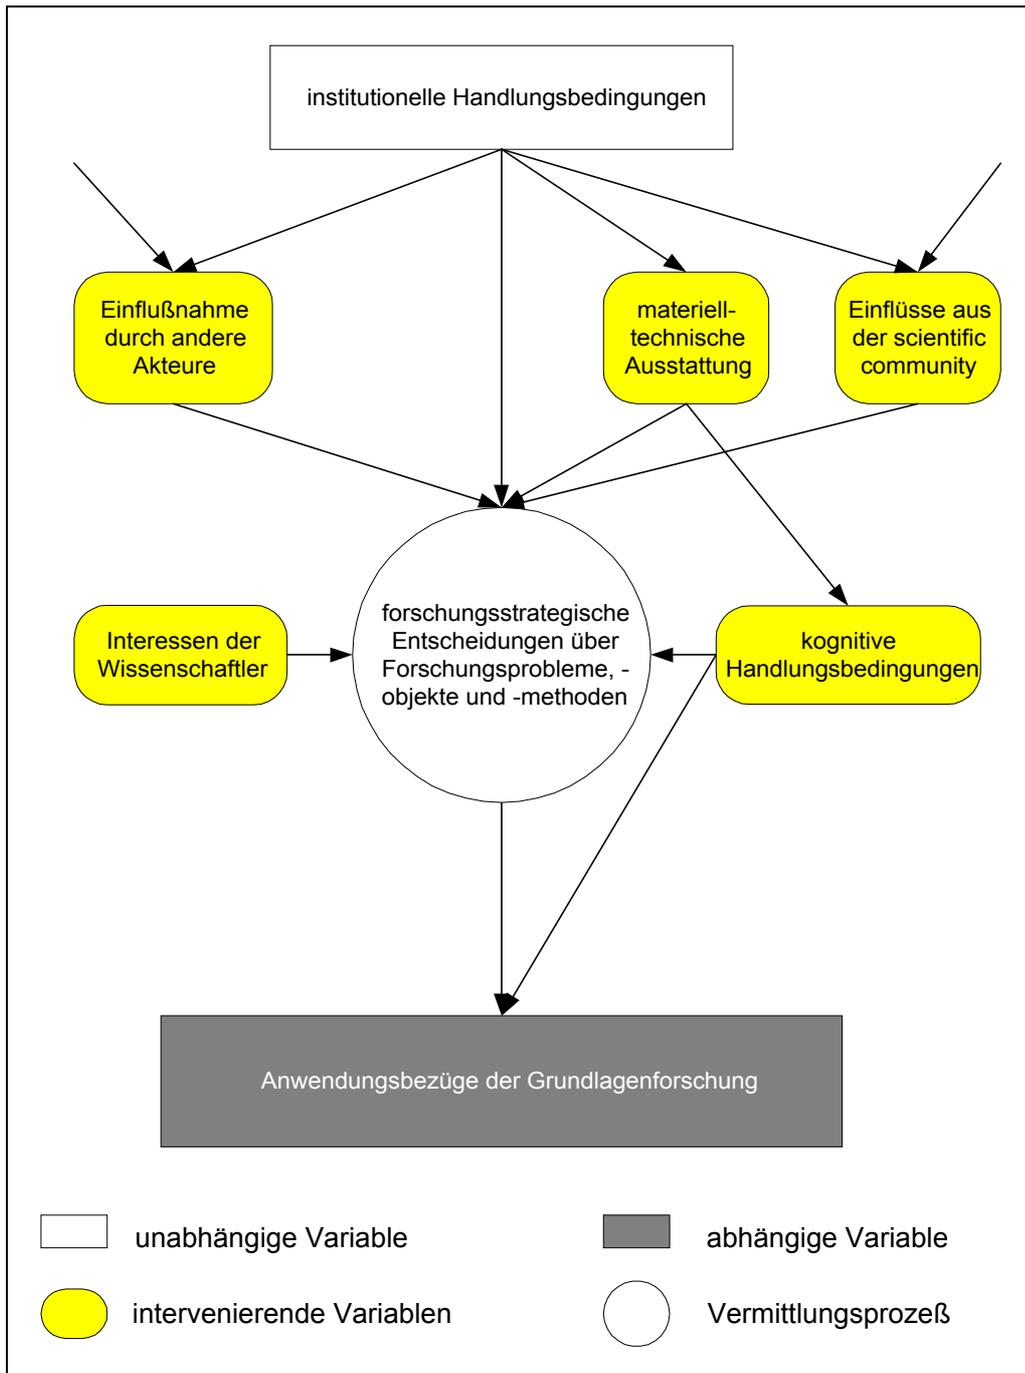 institutionelle Handlungsbedingungen
Einflußnahme
durch andere
Akteure
materiell-
technische
Ausstattung
Einflüsse aus
der scientific
community
Interessen der
Wissenschaftler
forschungsstrategische
Entscheidungen über
Forschungsprobleme, -
objekte und -methoden
kognitive
Handlungsbedingungen
Anwendungsbezüge der Grundlagenforschung
unabhängige Variable
abhängige Variable
intervenierende Variablen
Vermittlungsprozeß